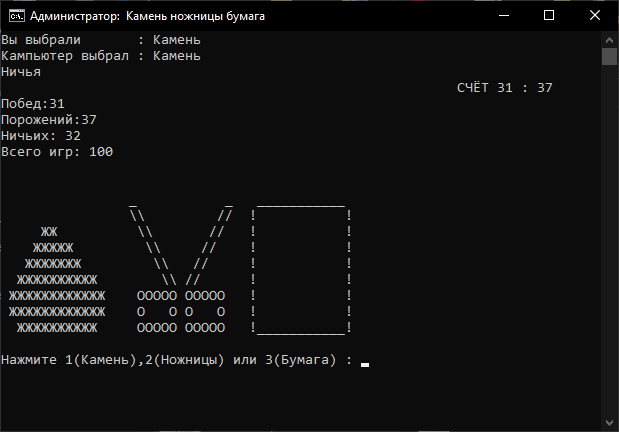 Администратор: Камень ножницы бумага
Вы выбрали       : Камень
Кампьютер выбрал : Камень
Ничья
СЧЁТ 31 : 37
Побед:31
Порожений:37
Ничьих: 32
Всего игр: 100
                _           _   ___________
                \\         //  !           !
     ЖЖ          \\       //   !           !
    ЖЖЖЖЖ         \\     //    !           !
   ЖЖЖЖЖЖЖ         \\   //     !           !
  ЖЖЖЖЖЖЖЖЖЖ        \\ //      !           !
 ЖЖЖЖЖЖЖЖЖЖЖЖ    OOOOO OOOOO   !           !
 ЖЖЖЖЖЖЖЖЖЖЖЖ    O   O O   O   !           !
  ЖЖЖЖЖЖЖЖЖЖ     OOOOO OOOOO   !___________!
Нажмите 1(Камень),2(Ножницы) или 3(Бумага) :